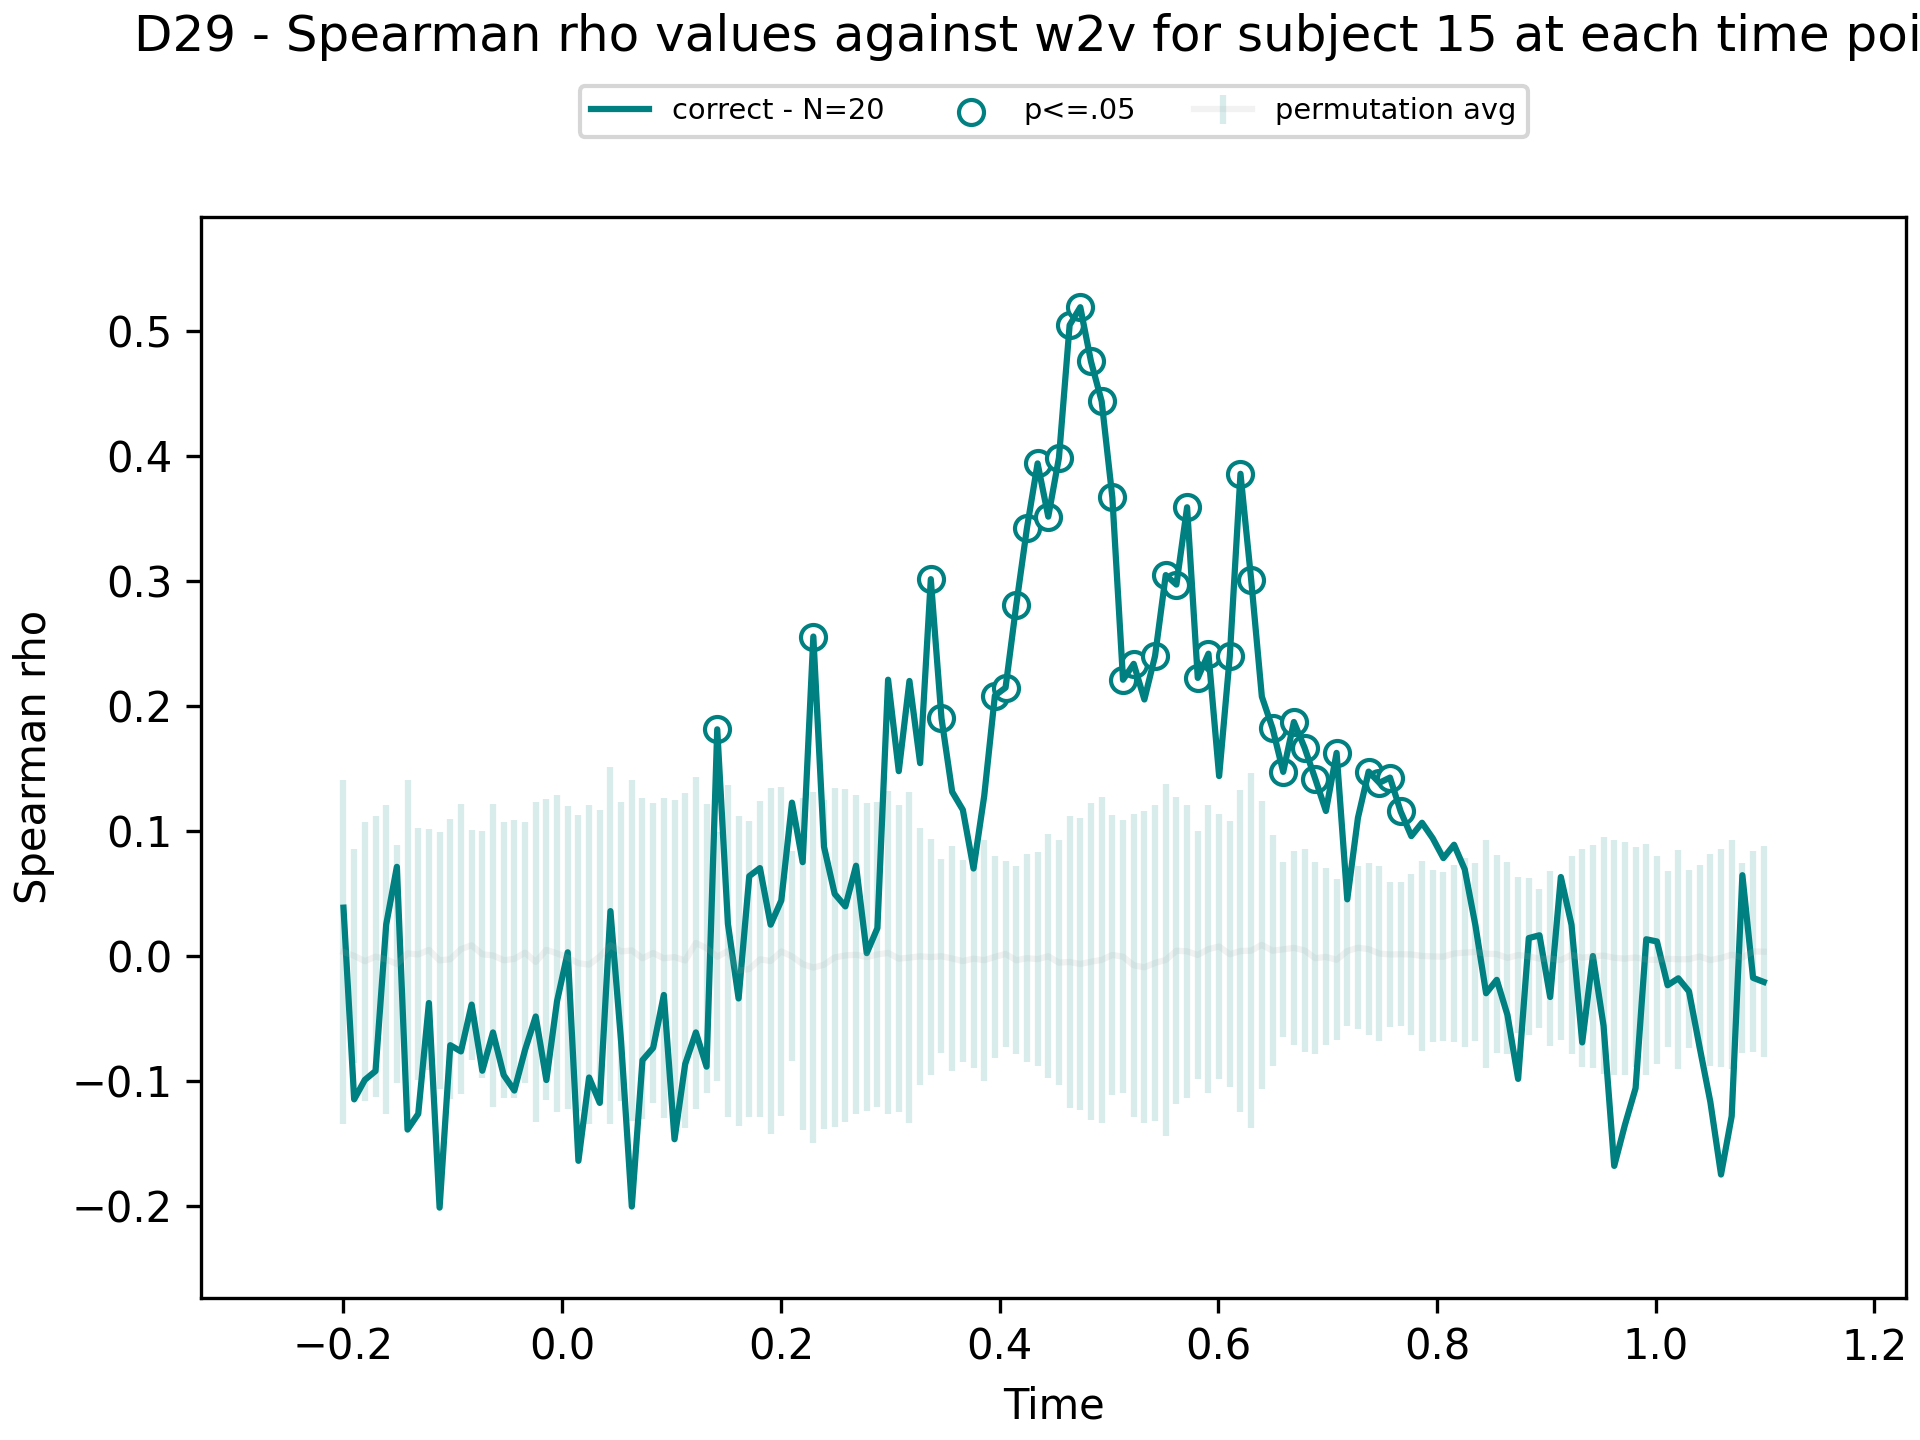 D29 - Spearman rho values against w2v for subject 15 at each time poi
correct - N=20 p<=.05 permutation avg
0.5
0.4
0.3
0.2
0.1
0.0
−0.1
−0.2
Spearman rho
−0.2 0.0 0.2 0.4 0.6 0.8 1.0 1.2
Time